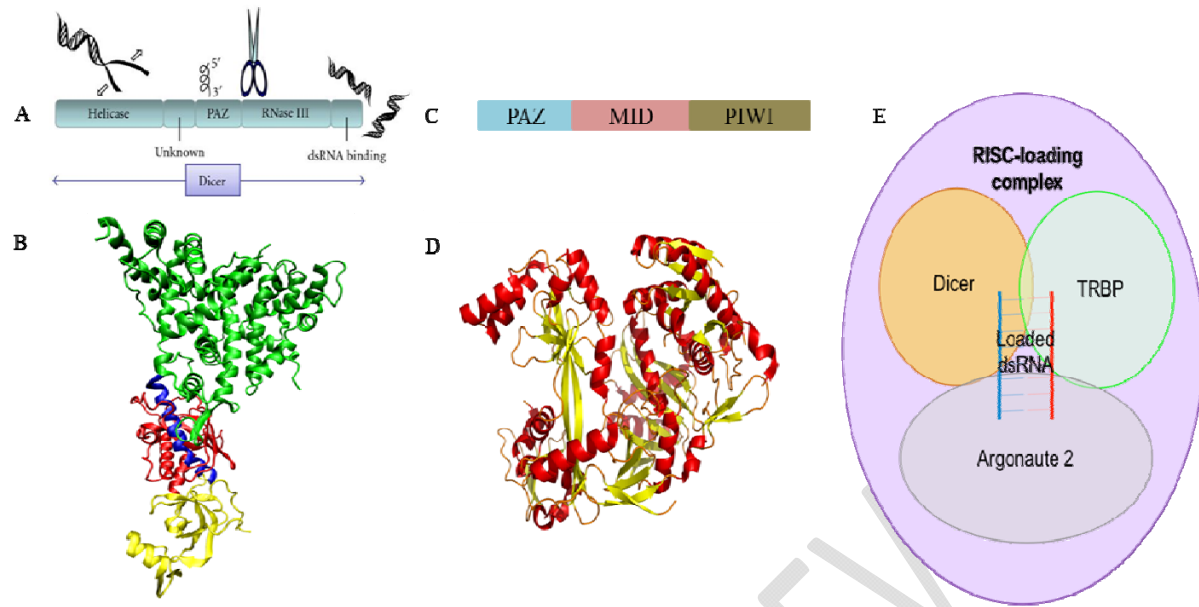 A
5′
3′
Helicase
PAZ
RNase III
Unknown
dsRNA binding
Dicer
B
C
PAZ MID PIWI
D
E
RISC-loading
complex
Dicer
TRBP
Loaded
dsRNA
Argonaute 2